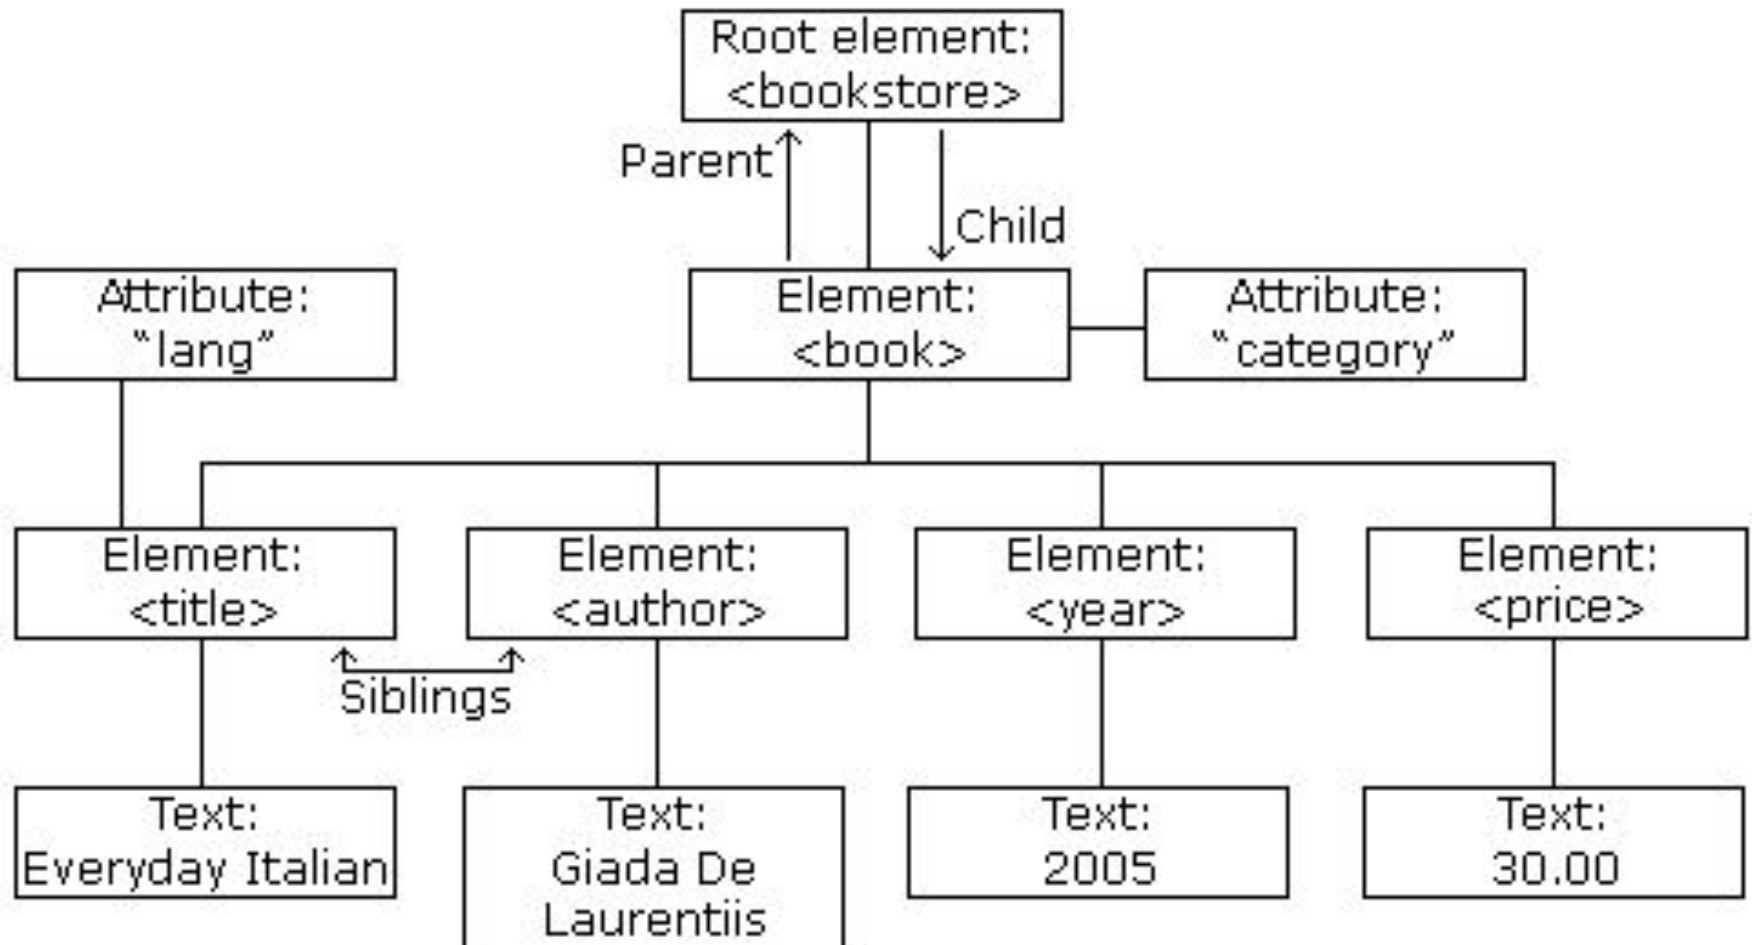 Root element:
<bookstore>
Parent
Child
Attribute:
“lang”
Element:
<book>
Attribute:
“category”
Element:
<title>
Element:
<author>
Element:
<year>
Element:
<price>
Siblings
Text:
Everyday Italian
Text:
Giada De
Laurentiis
Text:
2005
Text:
30.00